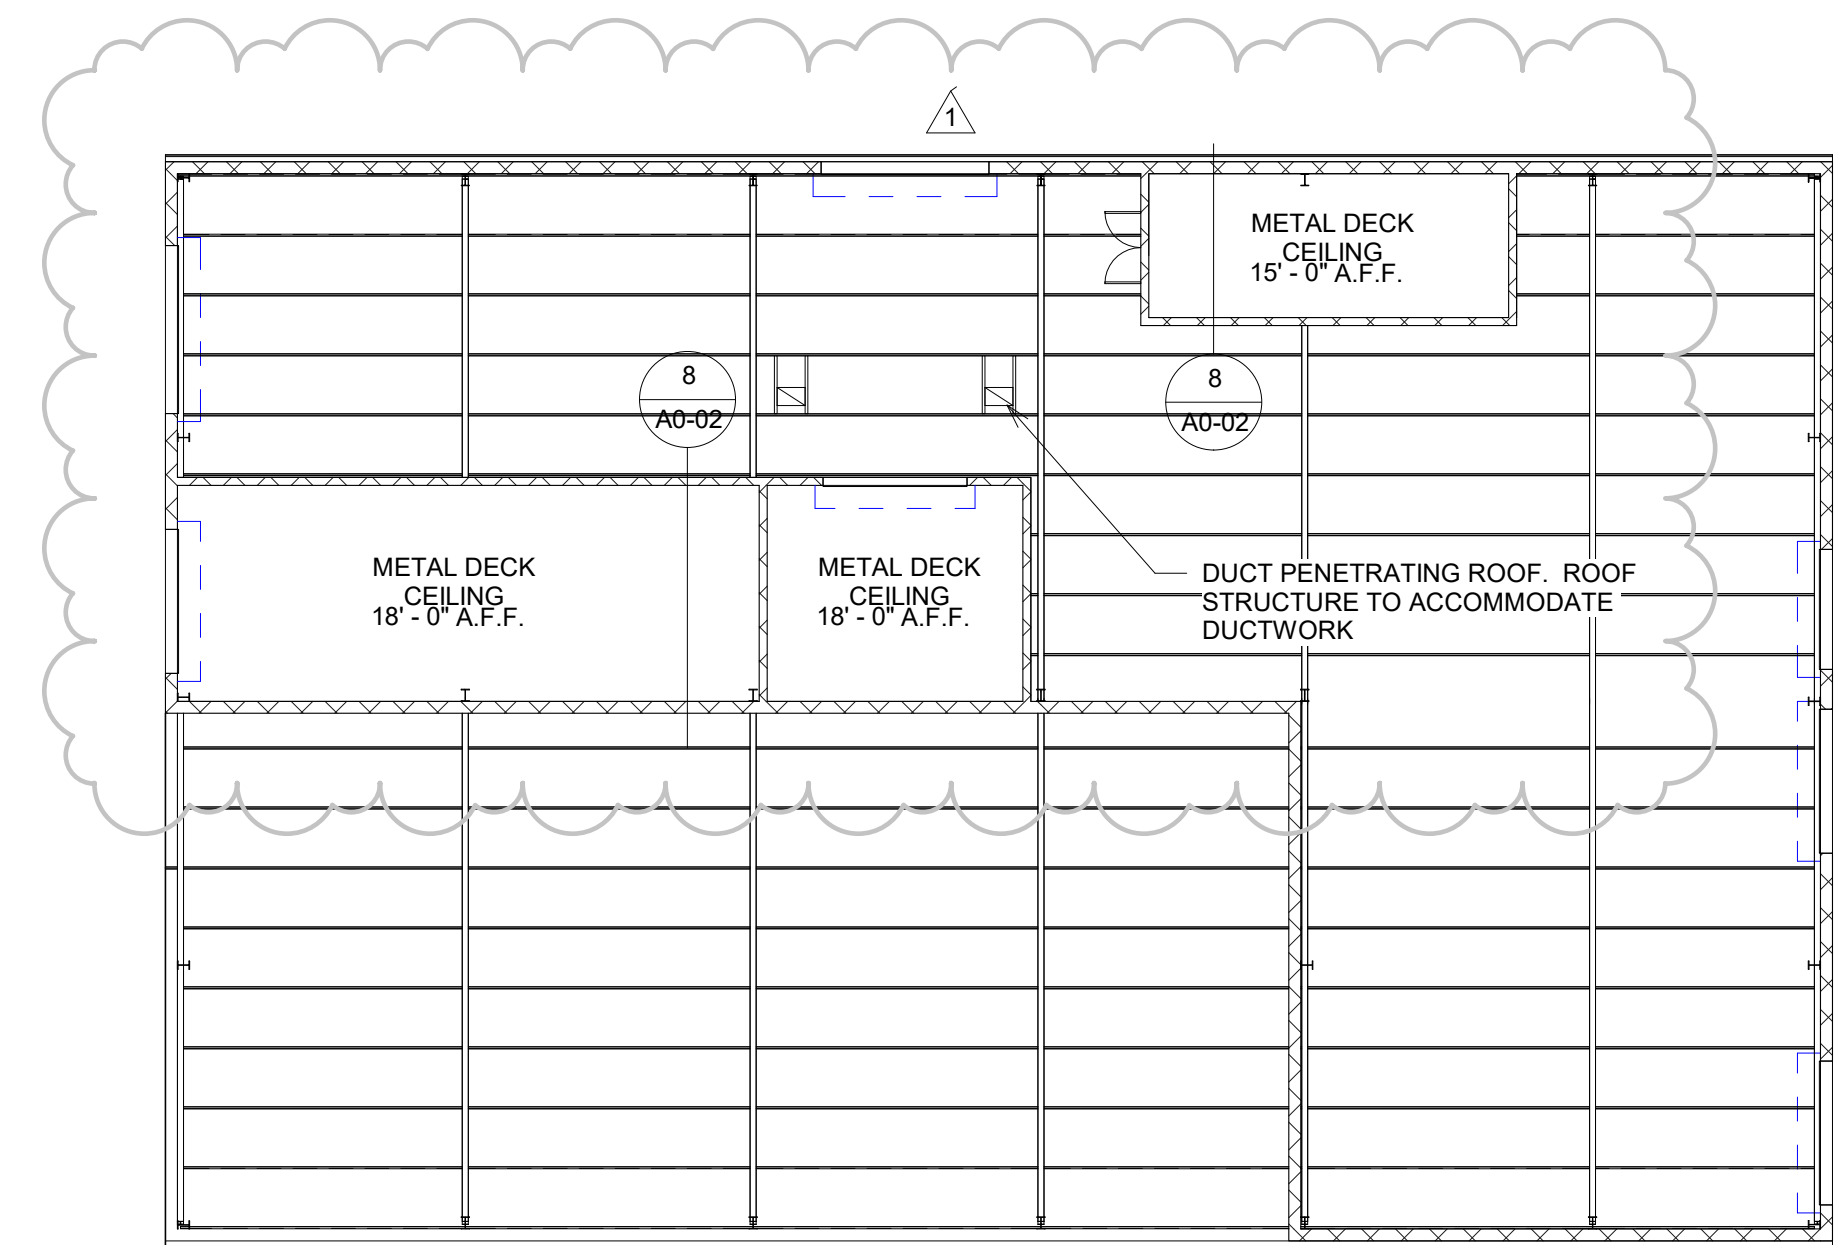 1
METAL DECK
CEILING
15' - 0" A.F.F.
8
A0-02
8
A0-02
METAL DECK
CEILING
18' - 0" A.F.F.
METAL DECK
CEILING
18' - 0" A.F.F.
DUCT PENETRATING ROOF.  ROOF
STRUCTURE TO ACCOMMODATE
DUCTWORK